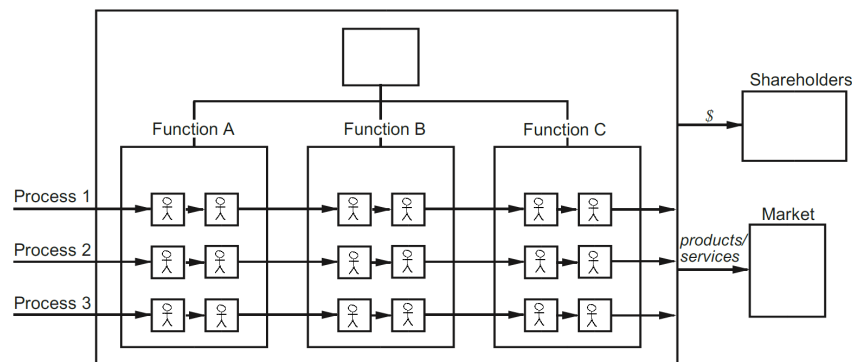 Shareholders
$
Function A
Function B
Function C
Process 1
Market
Process 2
products/
services
Process 3